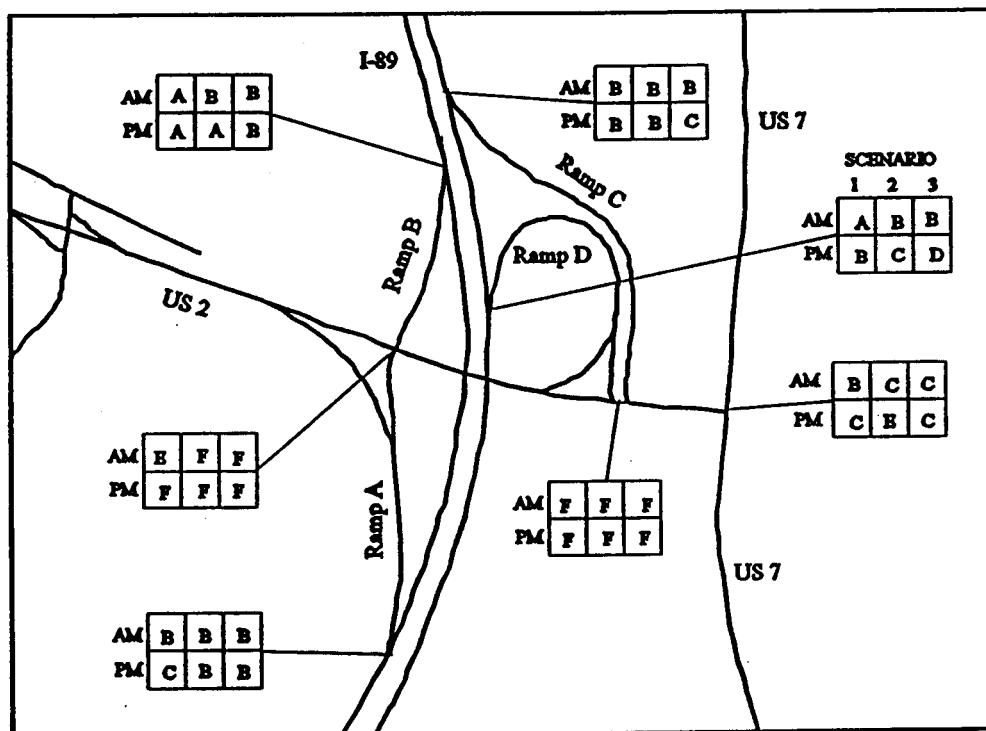 I-89
AM A B B
PM A A B
AM B B B
PM B B C
US 7
SCENARIO
1 2 3
AM A B B
PM B C D
Ramp C
Ramp B
Ramp D
US 2
AM B C C
PM C E C
AM E F F
PM F F F
Ramp A
AM F F F
PM F F F
US 7
AM B B B
PM C B B